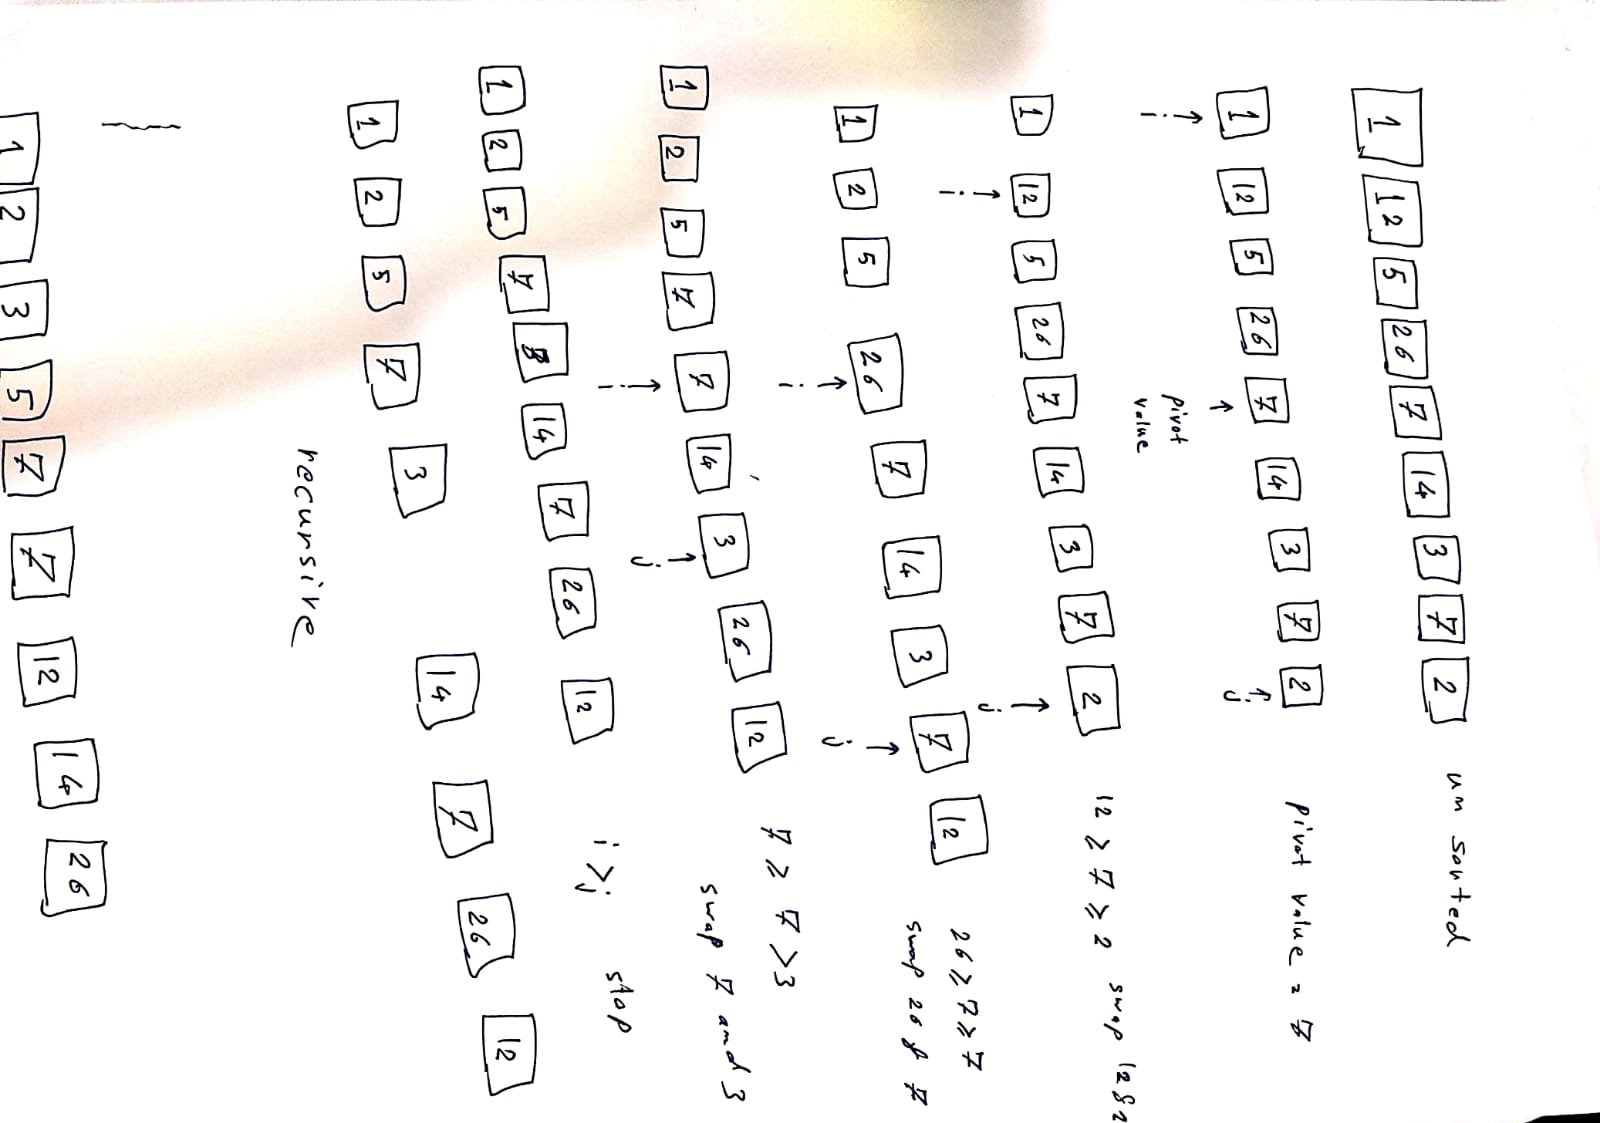 1 12 5 26 7 14 3 7 2 un sorted
1 12 5 26 7 14 3 7 2 pivot value = 7
i pivot value j
1 12 5 26 7 14 3 7 2 12 ≥ 7 ≥ 2 swap 12 & 2
i j
1 2 5 26 7 14 3 7 12 26 ≥ 7 ≥ 7
swap 26 & 7
i j
1 2 5 7 7 14 3 26 12 7 ≥ 7 > 3
swap 7 and 3
i j
1 2 5 7 3 14 7 26 12 i > j stop
1 2 5 7 3 14 7 26 12
recursive
1 2 3 5 7 7 12 14 26